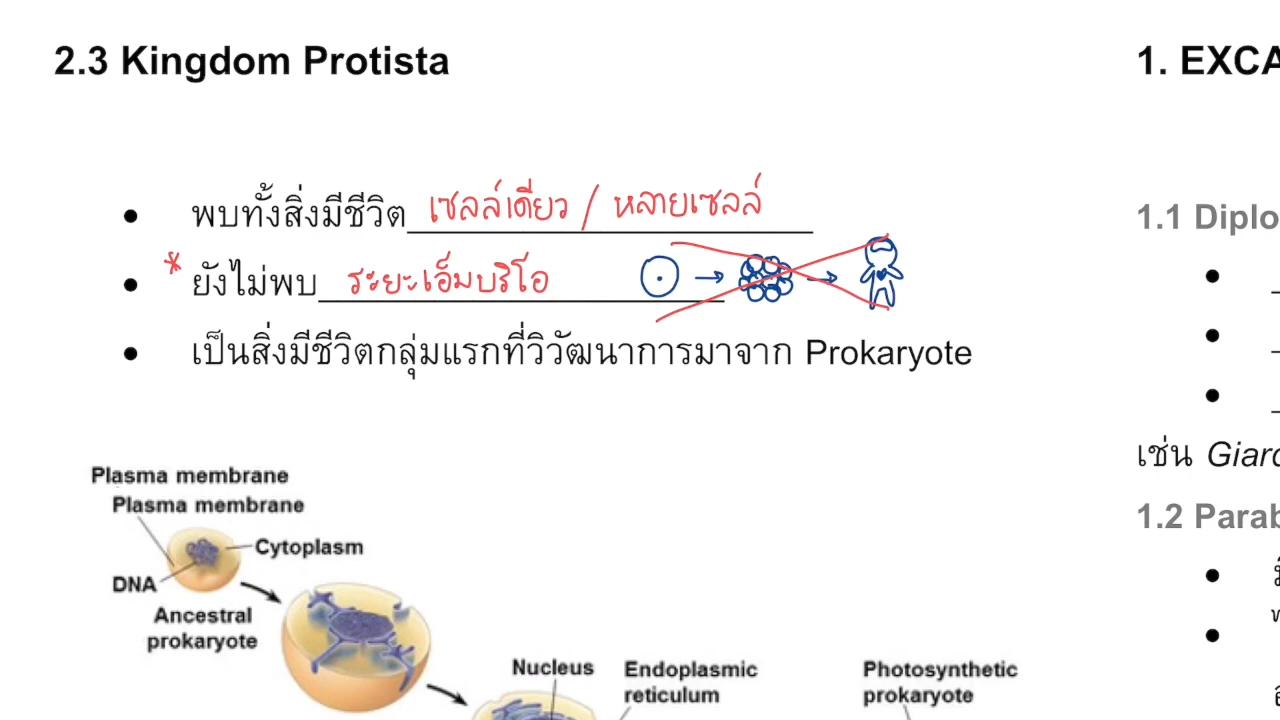 2.3 Kingdom Protista
● พบทั้งสิ่งมีชีวิต เซลล์เดียว / หลายเซลล์
* ● ยังไม่พบ ระยะเอ็มบริโอ
● เป็นสิ่งมีชีวิตกลุ่มแรกที่วิวัฒนาการมาจาก Prokaryote
Plasma membrane
Plasma membrane
Cytoplasm
DNA
Ancestral
prokaryote
Nucleus
Endoplasmic
reticulum
Photosynthetic
prokaryote
1. EXCA
1.1 Diplo
เช่น Giard
1.2 Parab